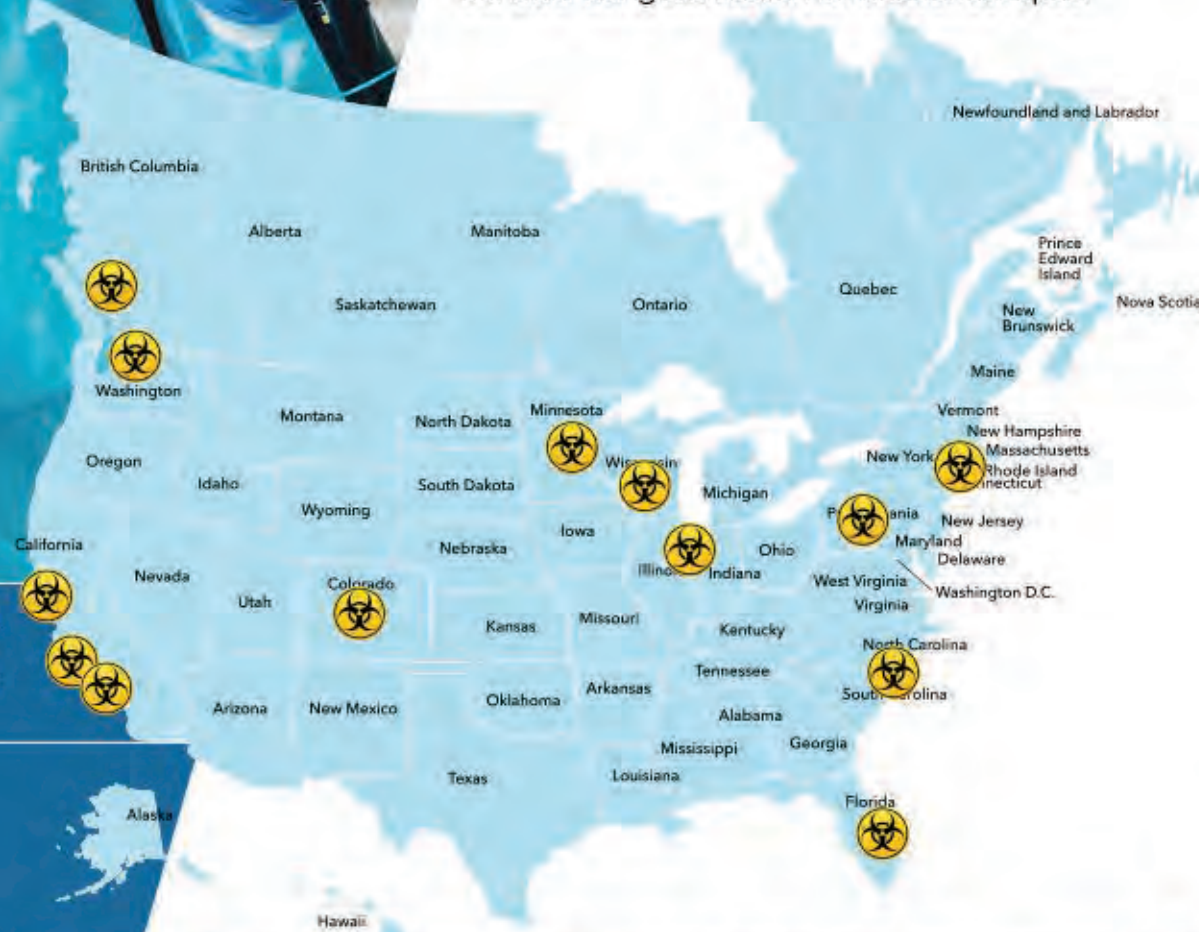 Newfoundland and Labrador
British Columbia
Alberta
Manitoba
Prince
Edward
Island
Quebec
Saskatchewan
Ontario
Nova Scotia
New
Brunswick
Maine
Washington
Minnesota
Vermont
Montana
North Dakota
New Hampshire
Massachusetts
New York
Oregon
Rhode Island
Idaho
South Dakota
Michigan
Wyoming
New Jersey
Iowa
California
Maryland
Nebraska
Ohio
Delaware
Indiana
Nevada
Colorado
West Virginia
Washington D.C.
Utah
Virginia
Missouri
Kansas
Kentucky
North Carolina
Tennessee
Arkansas
Oklahoma
Arizona
New Mexico
Alabama
Georgia
Mississippi
Texas
Louisiana
Florida
Alaska
Hawaii